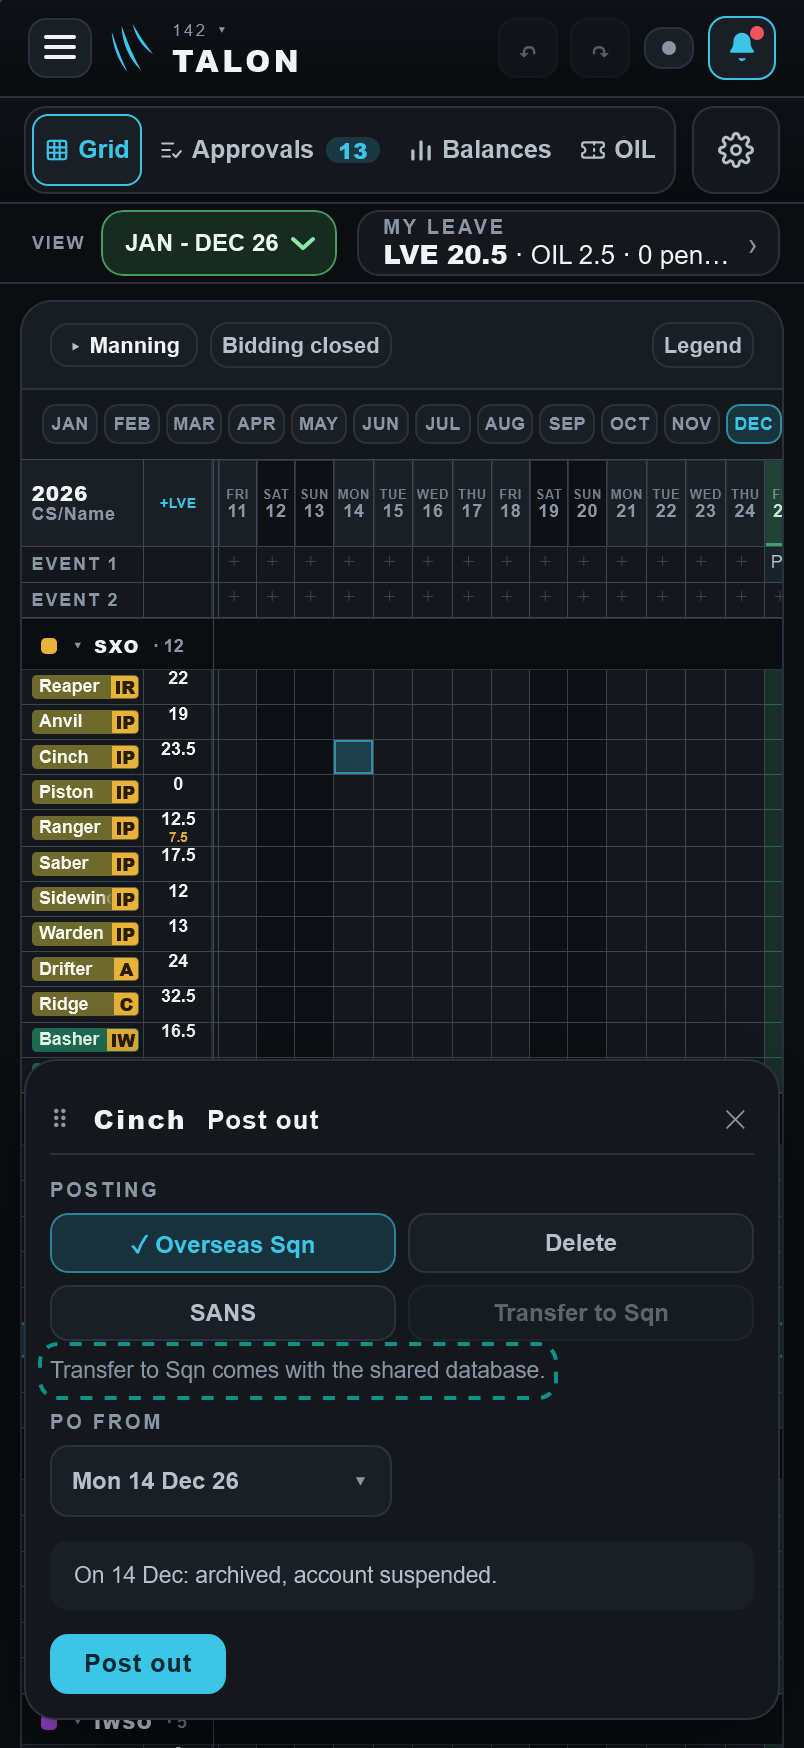 142 ▾
TALON
Grid
Approvals 13
Balances
OIL
VIEW
JAN - DEC 26
MY LEAVE
LVE 20.5 · OIL 2.5 · 0 pen… ›
▸ Manning
Bidding closed
Legend
JAN FEB MAR APR MAY JUN JUL AUG SEP OCT NOV DEC
2026
CS/Name
+LVE
FRI SAT SUN MON TUE WED THU FRI SAT SUN MON TUE WED THU F
11 12 13 14 15 16 17 18 19 20 21 22 23 24 2
EVENT 1 + + + + + + + + + + + + + + P
EVENT 2 + + + + + + + + + + + + + + +
▾ sxo · 12
Reaper IR 22
Anvil IP 19
Cinch IP 23.5
Piston IP 0
Ranger IP 12.5
7.5
Saber IP 17.5
Sidewin IP 12
Warden IP 13
Drifter A 24
Ridge C 32.5
Basher IW 16.5
Cinch Post out
POSTING
✓ Overseas Sqn
Delete
SANS
Transfer to Sqn
Transfer to Sqn comes with the shared database.
PO FROM
Mon 14 Dec 26 ▾
On 14 Dec: archived, account suspended.
Post out
▾ iwso · 5